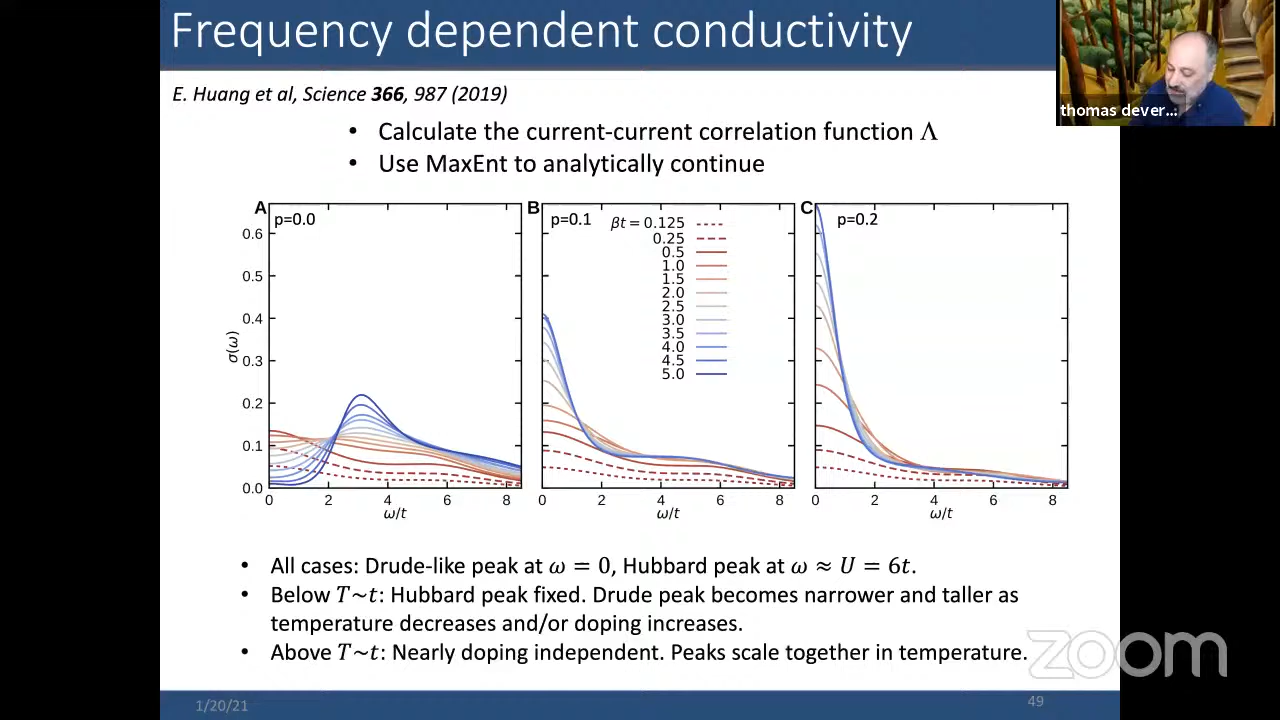 Frequency dependent conductivity
thomas dever...
E. Huang et al, Science 366, 987 (2019)
• Calculate the current-current correlation function Λ
• Use MaxEnt to analytically continue
A p=0.0
B p=0.1
C p=0.2
βt = 0.125
0.25
0.5
1.0
1.5
2.0
2.5
3.0
3.5
4.0
4.5
5.0
σ(ω)
0.6
0.5
0.4
0.3
0.2
0.1
0.0
0 2 4 6 8
0 2 4 6 8
0 2 4 6 8
ω/t
ω/t
ω/t
• All cases: Drude-like peak at ω = 0, Hubbard peak at ω ≈ U = 6t.
• Below T~t: Hubbard peak fixed. Drude peak becomes narrower and taller as
temperature decreases and/or doping increases.
• Above T~t: Nearly doping independent. Peaks scale together in temperature.
zoom
1/20/21
49